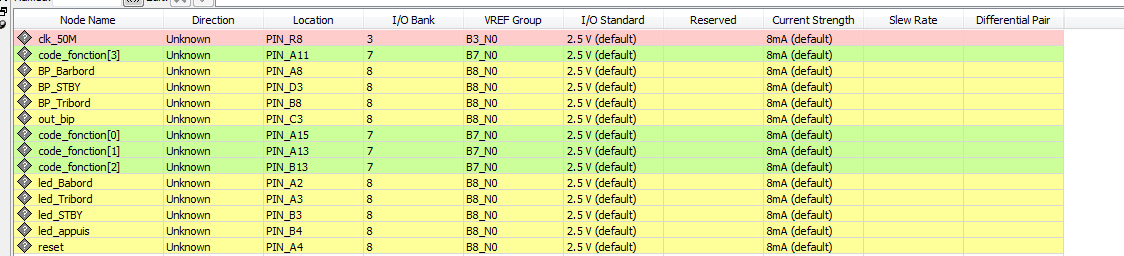 Node Name Direction Location I/O Bank VREF Group I/O Standard Reserved Current Strength Slew Rate Differential Pair
clk_50M Unknown PIN_R8 3 B3_N0 2.5 V (default) 8mA (default)
code_fonction[3] Unknown PIN_A11 7 B7_N0 2.5 V (default) 8mA (default)
BP_Barbord Unknown PIN_A8 8 B8_N0 2.5 V (default) 8mA (default)
BP_STBY Unknown PIN_D3 8 B8_N0 2.5 V (default) 8mA (default)
BP_Tribord Unknown PIN_B8 8 B8_N0 2.5 V (default) 8mA (default)
out_bip Unknown PIN_C3 8 B8_N0 2.5 V (default) 8mA (default)
code_fonction[0] Unknown PIN_A15 7 B7_N0 2.5 V (default) 8mA (default)
code_fonction[1] Unknown PIN_A13 7 B7_N0 2.5 V (default) 8mA (default)
code_fonction[2] Unknown PIN_B13 7 B7_N0 2.5 V (default) 8mA (default)
led_Babord Unknown PIN_A2 8 B8_N0 2.5 V (default) 8mA (default)
led_Tribord Unknown PIN_A3 8 B8_N0 2.5 V (default) 8mA (default)
led_STBY Unknown PIN_B3 8 B8_N0 2.5 V (default) 8mA (default)
led_appuis Unknown PIN_B4 8 B8_N0 2.5 V (default) 8mA (default)
reset Unknown PIN_A4 8 B8_N0 2.5 V (default) 8mA (default)